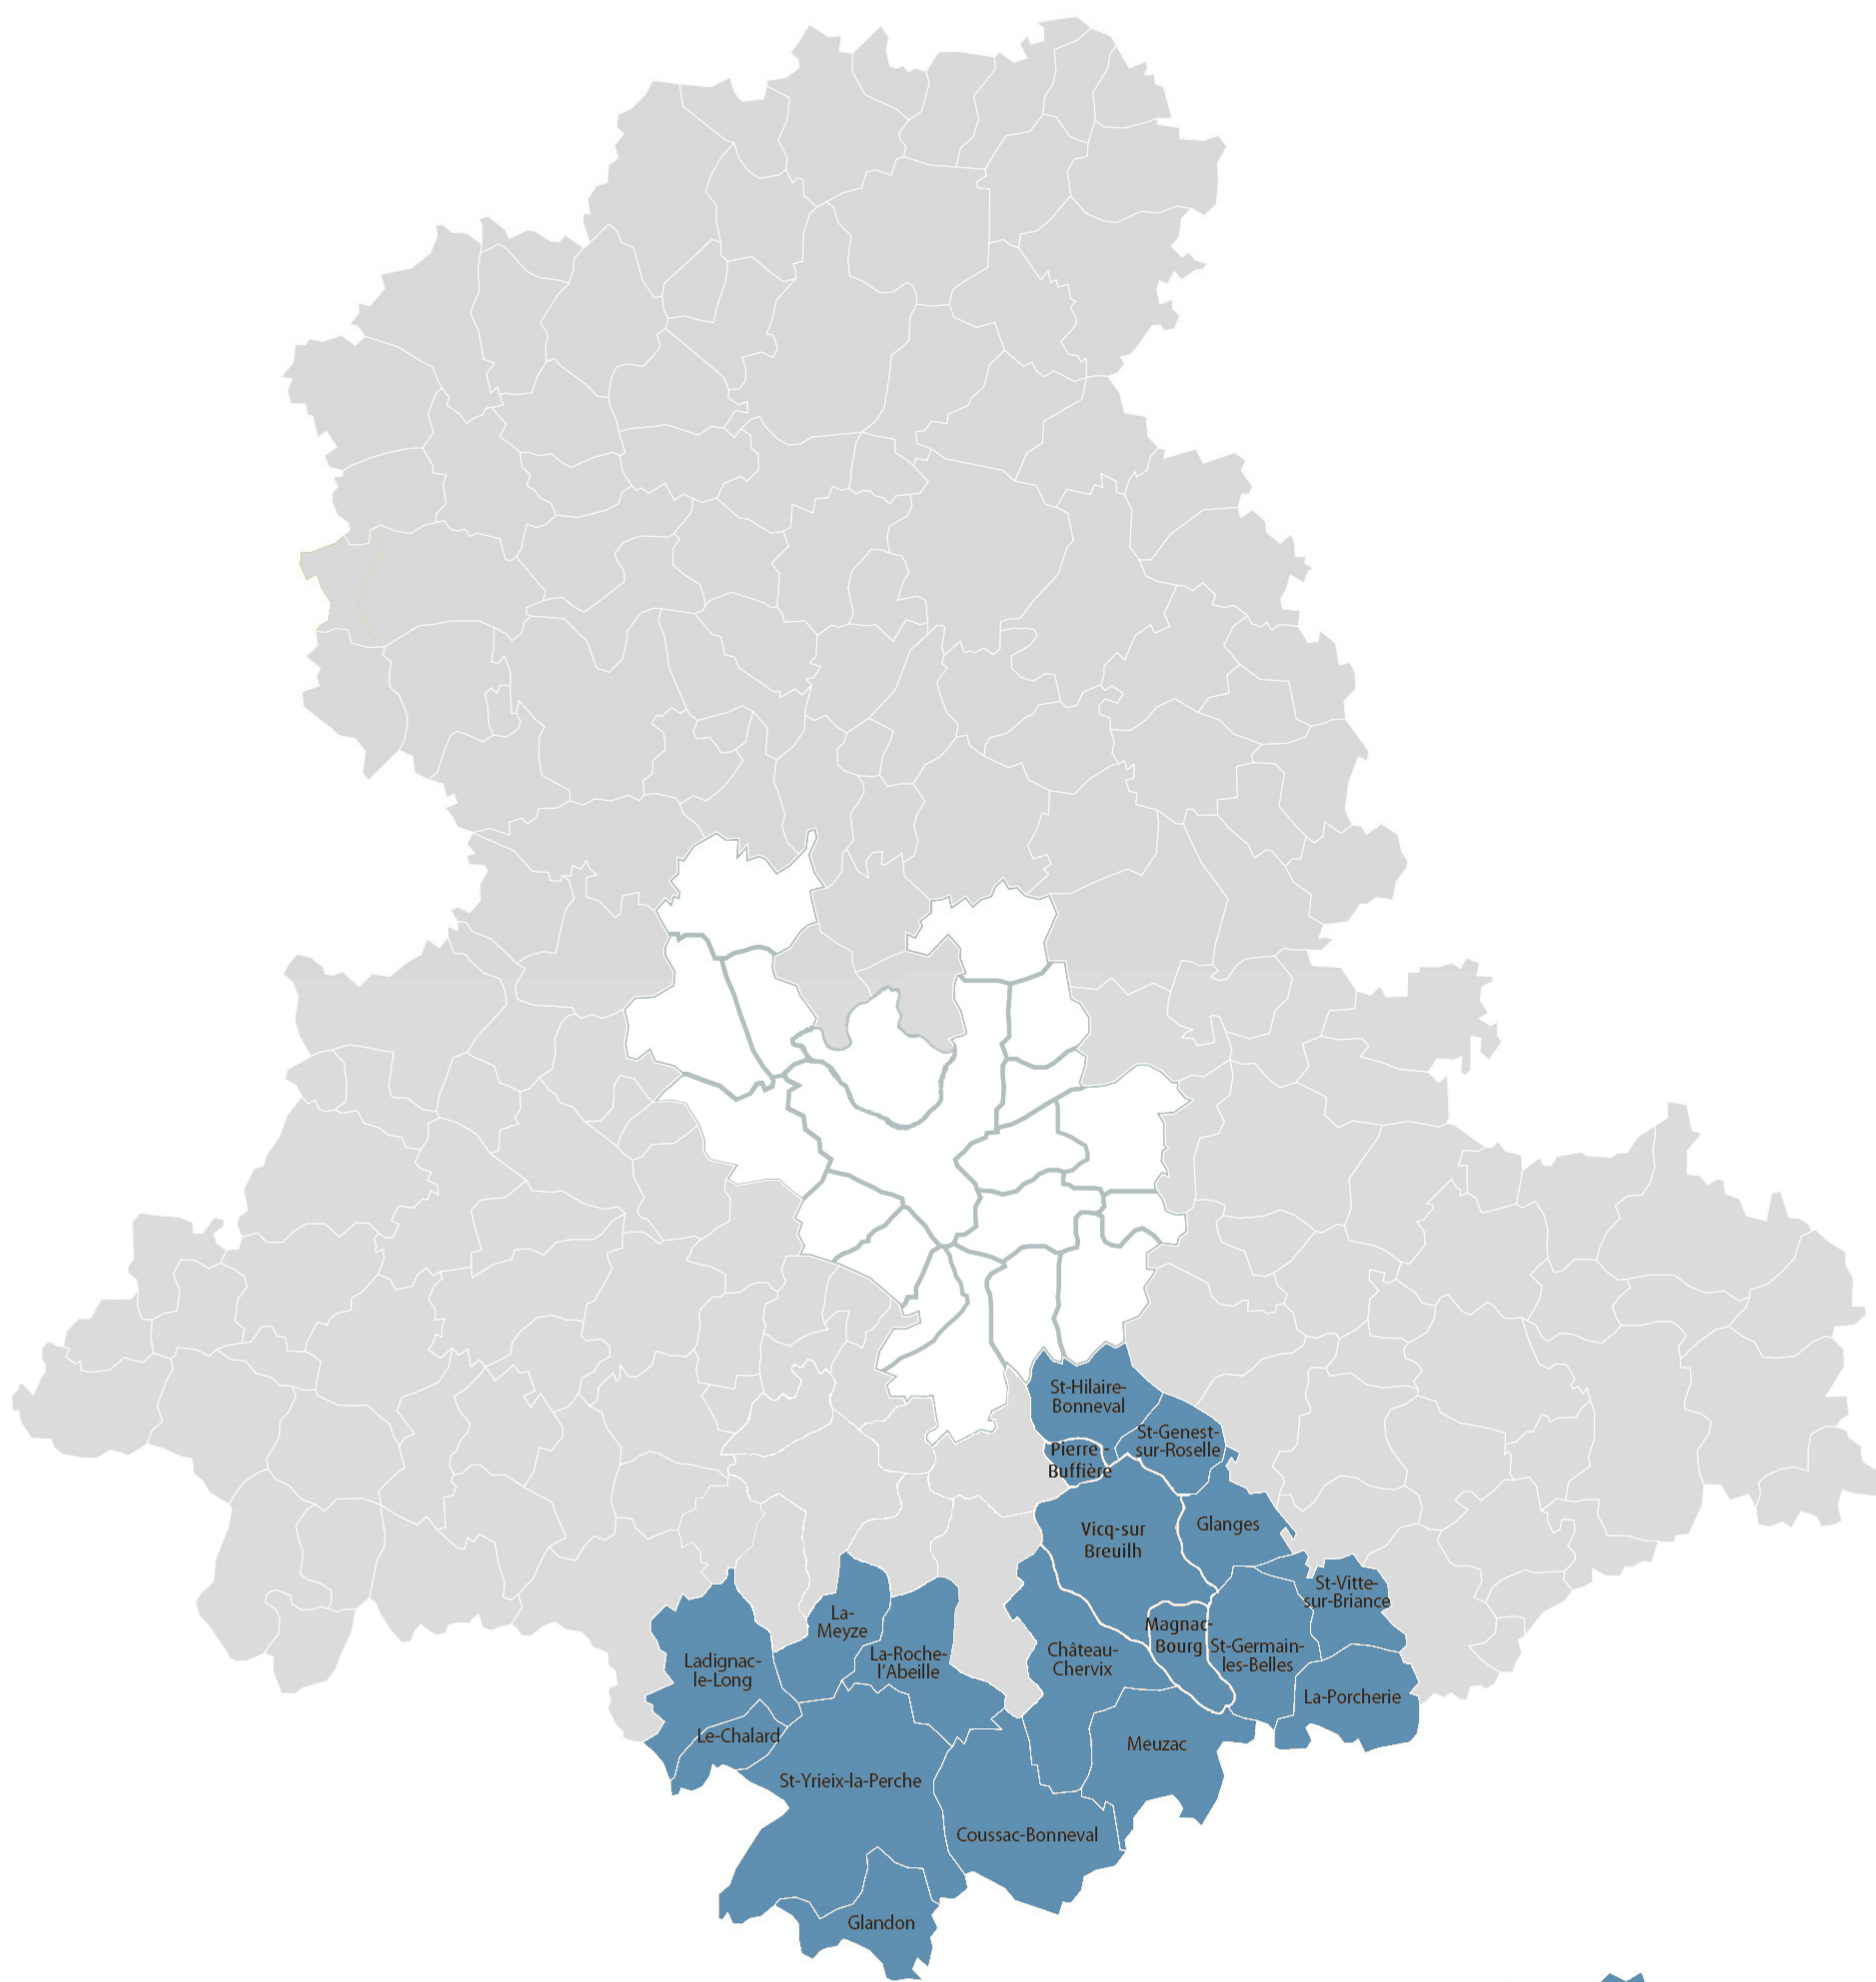 St-Hilaire-
Bonneval
St-Genest-
sur-Roselle
Pierre -
Buffière
Vicq-sur
Breuilh
Glanges
St-Vitte-
sur-Briance
La-
Meyze
Magnac-
Bourg
St-Germain-
les-Belles
Château-
Chervix
La-Roche-
l'Abeille
Ladignac-
le-Long
La-Porcherie
Le-Chalard
Meuzac
St-Yrieix-la-Perche
Coussac-Bonneval
Glandon